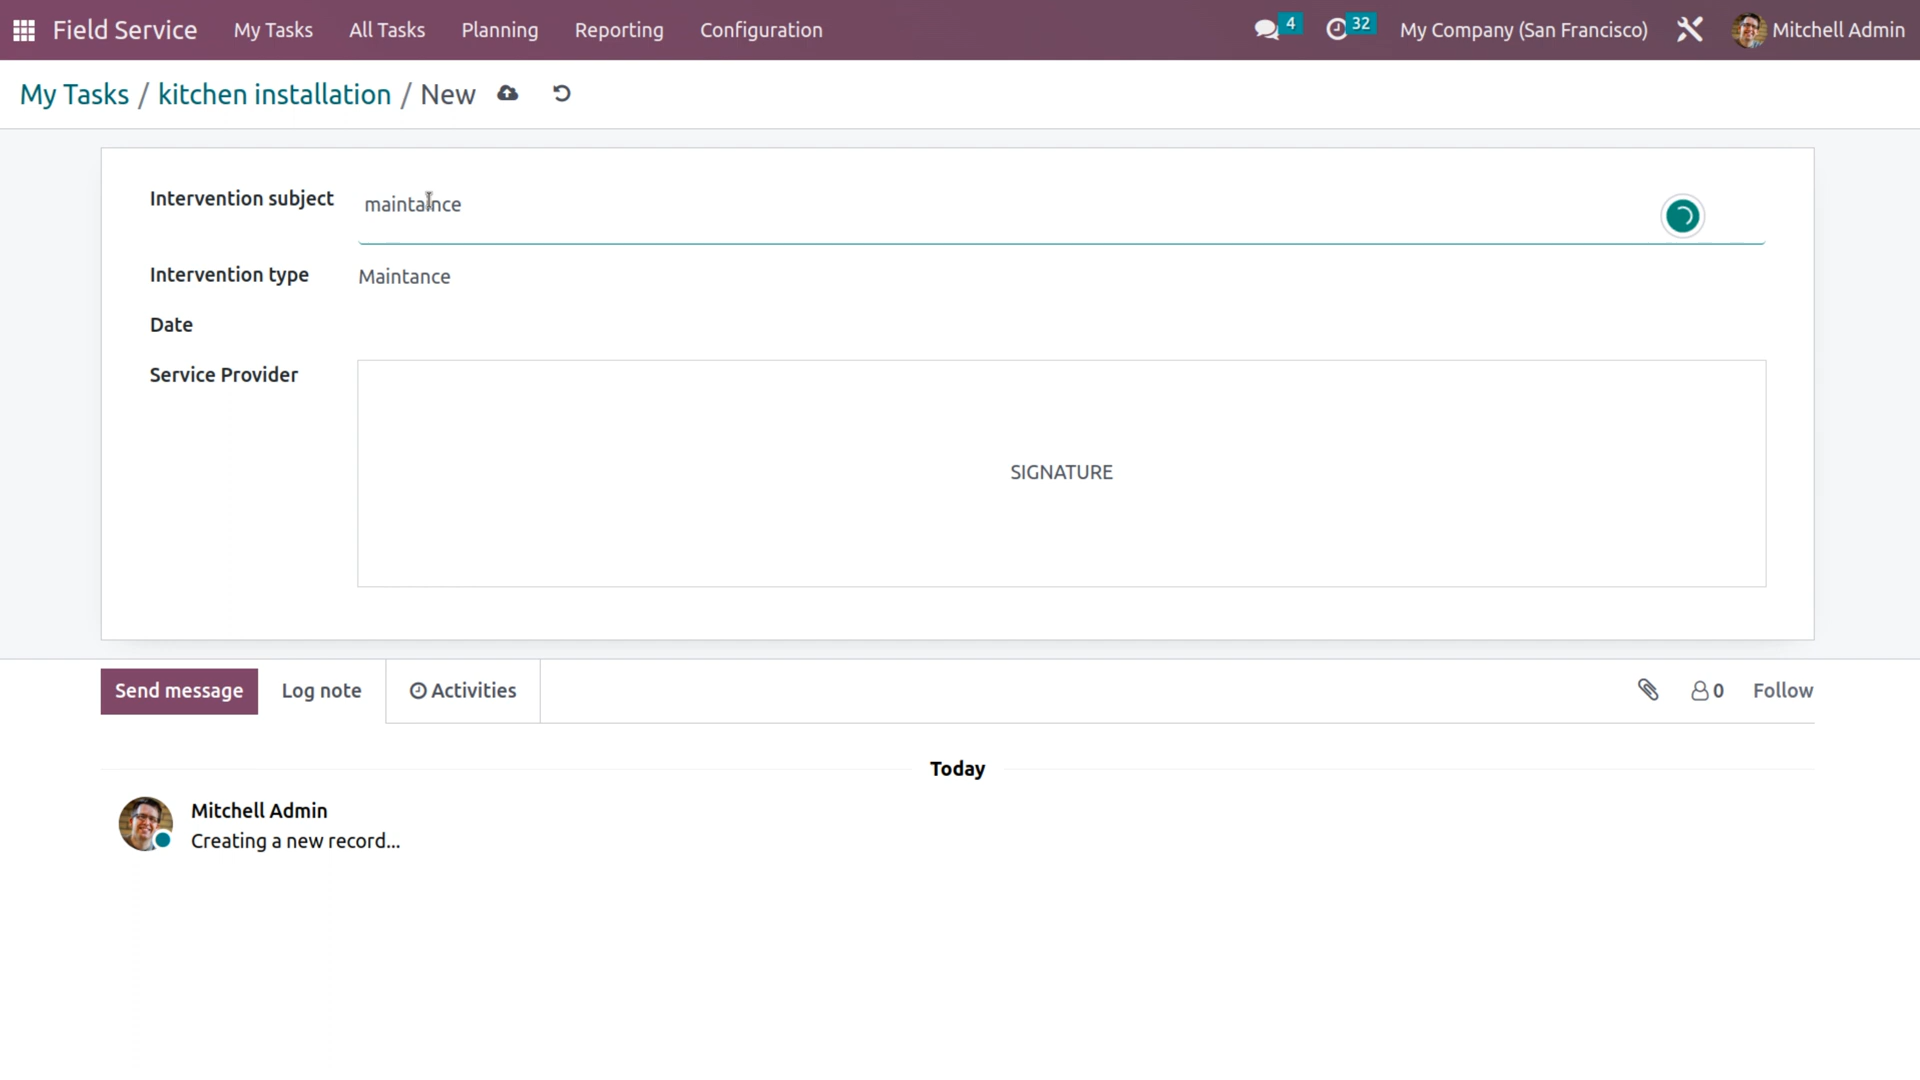 Field Service My Tasks All Tasks Planning Reporting Configuration 4 32 My Company (San Francisco) Mitchell Admin
My Tasks / kitchen installation / New
Intervention subject maintance
Intervention type Maintance
Date
Service Provider
SIGNATURE
Send message Log note Activities 0 Follow
Today
Mitchell Admin
Creating a new record...